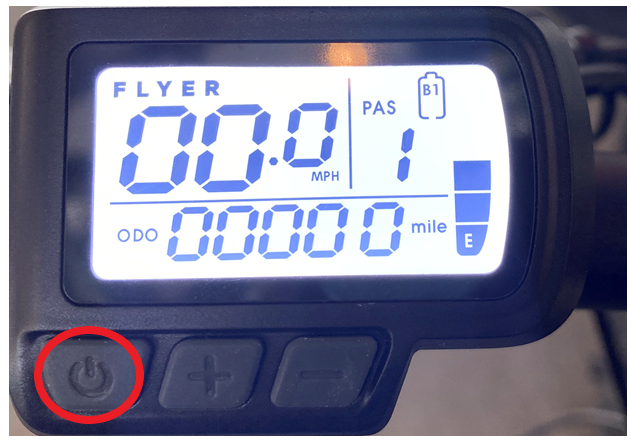 FLYER
00.0 MPH
PAS
1
B1
ODO 00000 mile
E